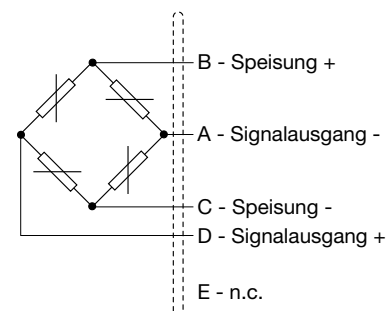 B - Speisung +
A - Signalausgang -
C - Speisung -
D - Signalausgang +
E - n.c.